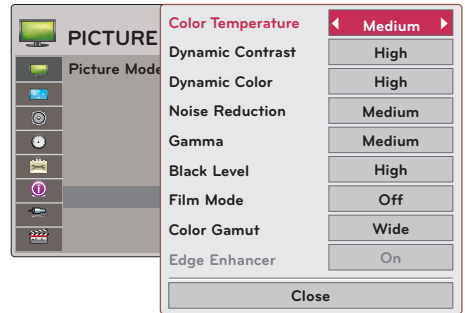 PICTURE
Picture Mode
Color Temperature Medium
Dynamic Contrast High
Dynamic Color High
Noise Reduction Medium
Gamma Medium
Black Level High
Film Mode Off
Color Gamut Wide
Edge Enhancer On
Close